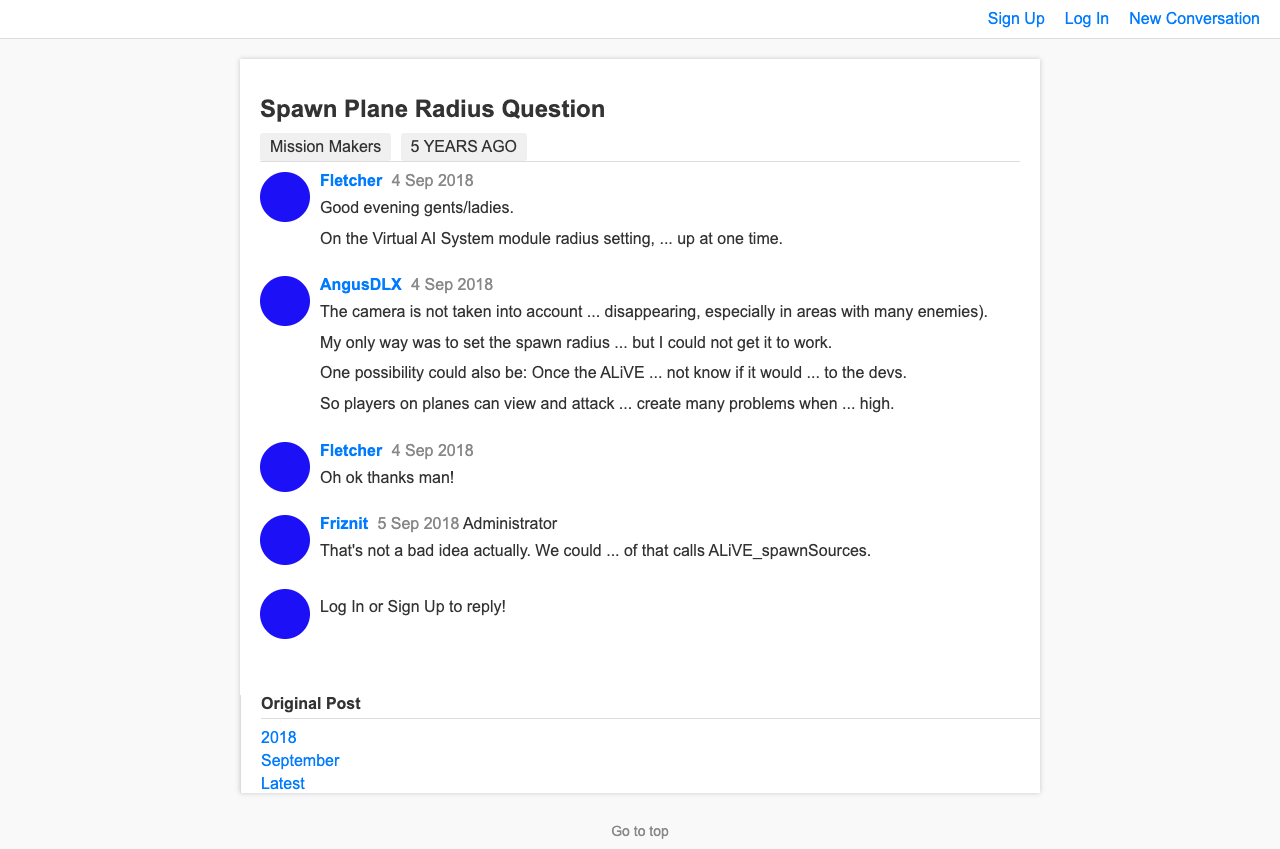 Sign Up Log In New Conversation
Spawn Plane Radius Question
Mission Makers 5 YEARS AGO
Fletcher 4 Sep 2018
Good evening gents/ladies.
On the Virtual AI System module radius setting, ... up at one time.
AngusDLX 4 Sep 2018
The camera is not taken into account ... disappearing, especially in areas with many enemies).
My only way was to set the spawn radius ... but I could not get it to work.
One possibility could also be: Once the ALiVE ... not know if it would ... to the devs.
So players on planes can view and attack ... create many problems when ... high.
Fletcher 4 Sep 2018
Oh ok thanks man!
Friznit 5 Sep 2018 Administrator
That's not a bad idea actually. We could ... of that calls ALiVE_spawnSources.
Log In or Sign Up to reply!
Original Post
2018
September
Latest
Go to top